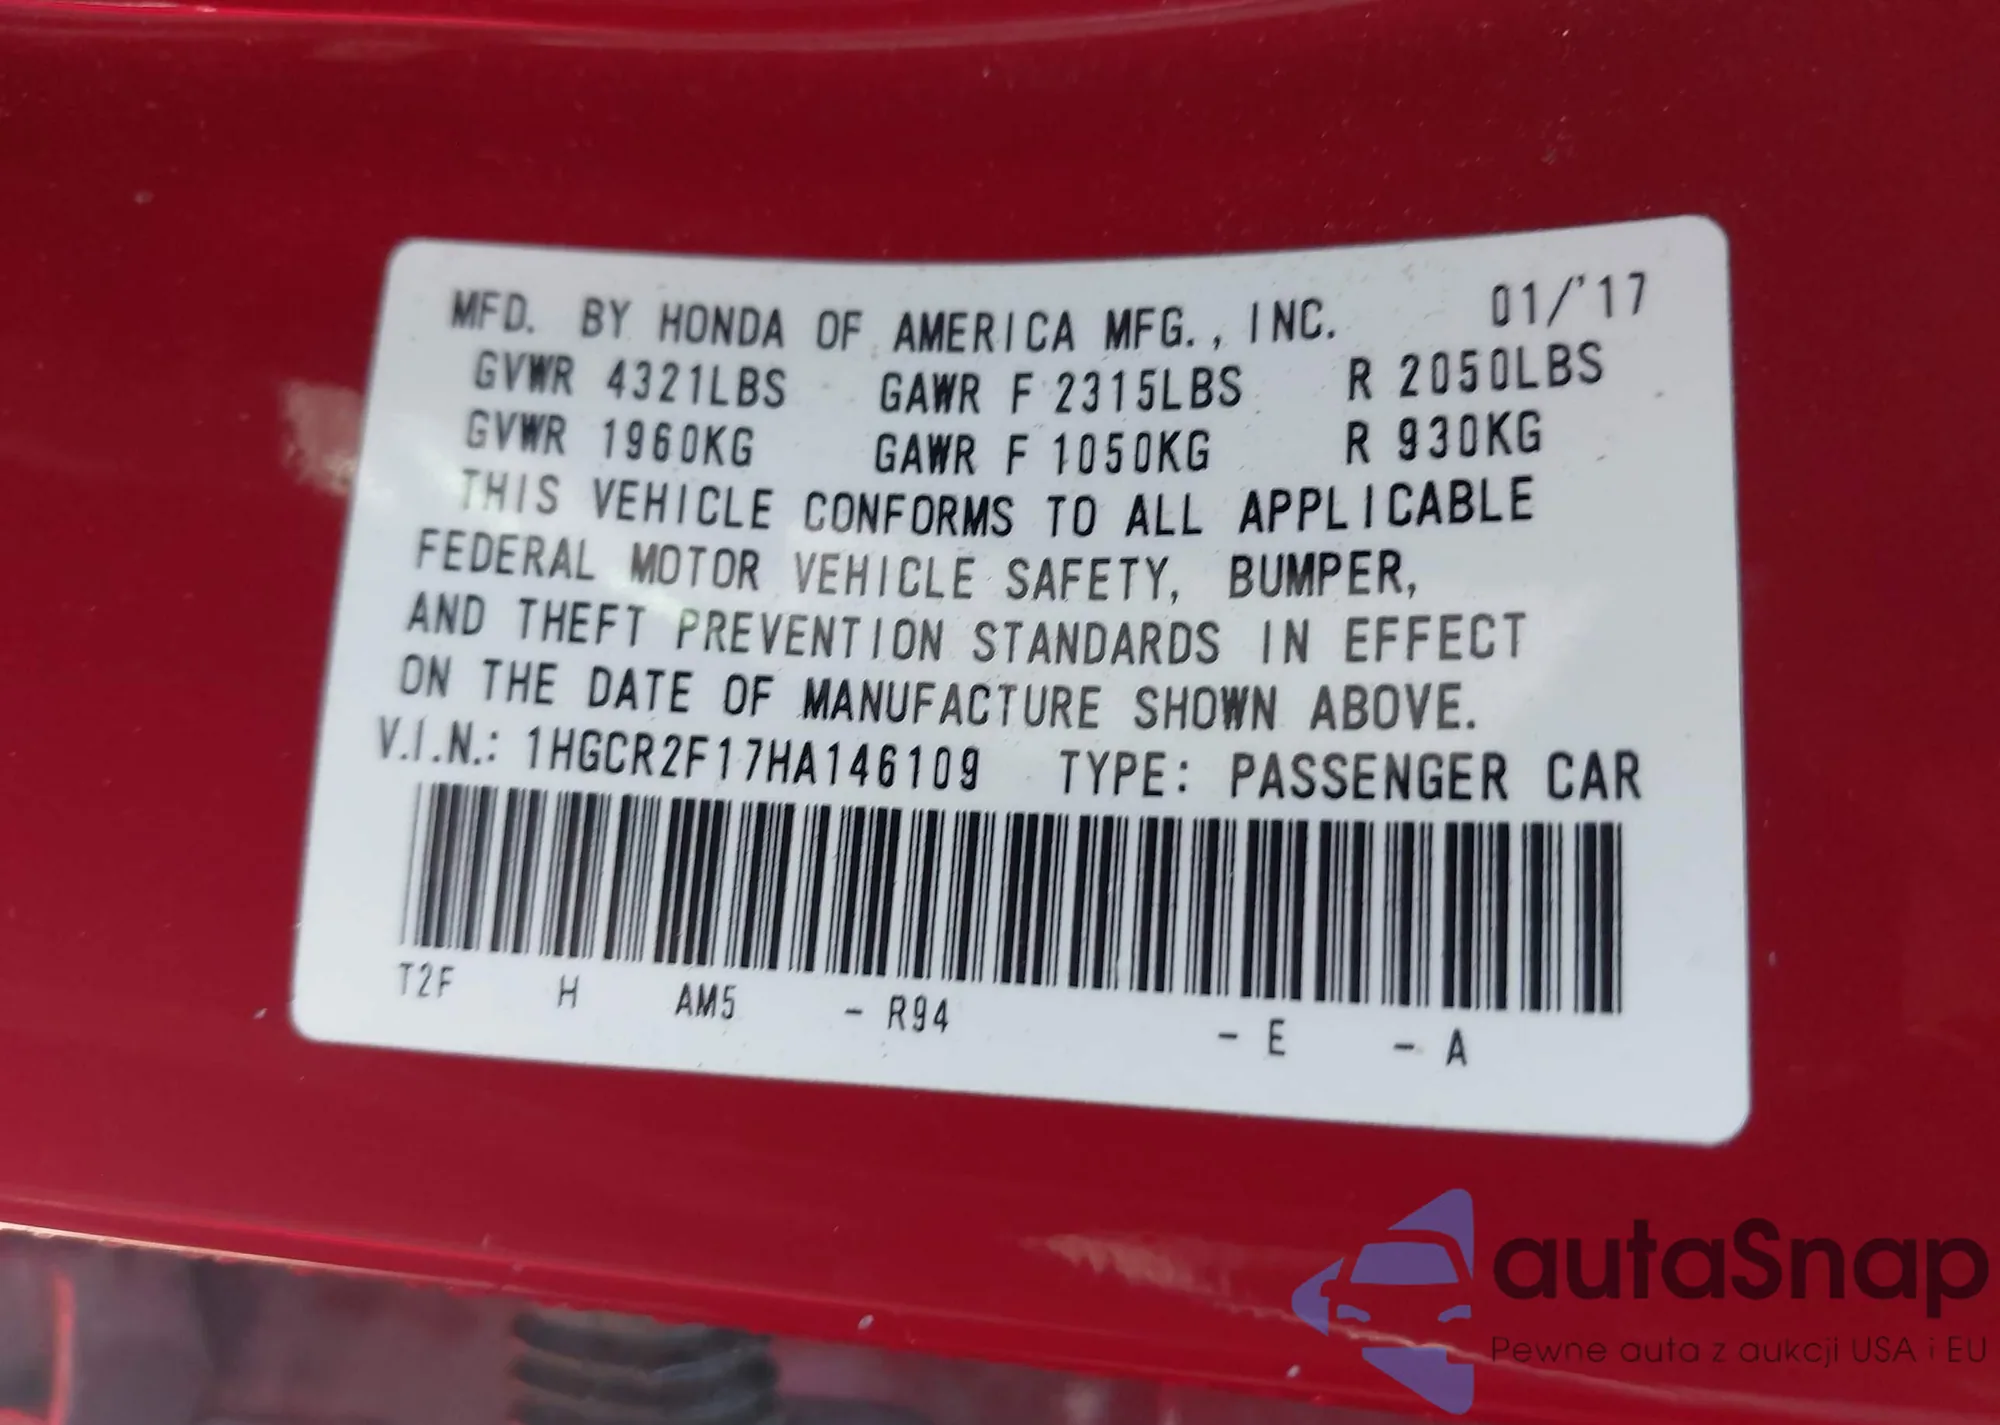 MFD. BY HONDA OF AMERICA MFG., INC. 01/'17
GVWR 4321LBS GAWR F 2315LBS R 2050LBS
GVWR 1960KG GAWR F 1050KG R 930KG
THIS VEHICLE CONFORMS TO ALL APPLICABLE
FEDERAL MOTOR VEHICLE SAFETY, BUMPER,
AND THEFT PREVENTION STANDARDS IN EFFECT
ON THE DATE OF MANUFACTURE SHOWN ABOVE.
V.I.N.: 1HGCR2F17HA146109 TYPE: PASSENGER CAR
T2F H AM5 - R94 - E - A
autaSnap
Pewne auta z aukcji USA i EU